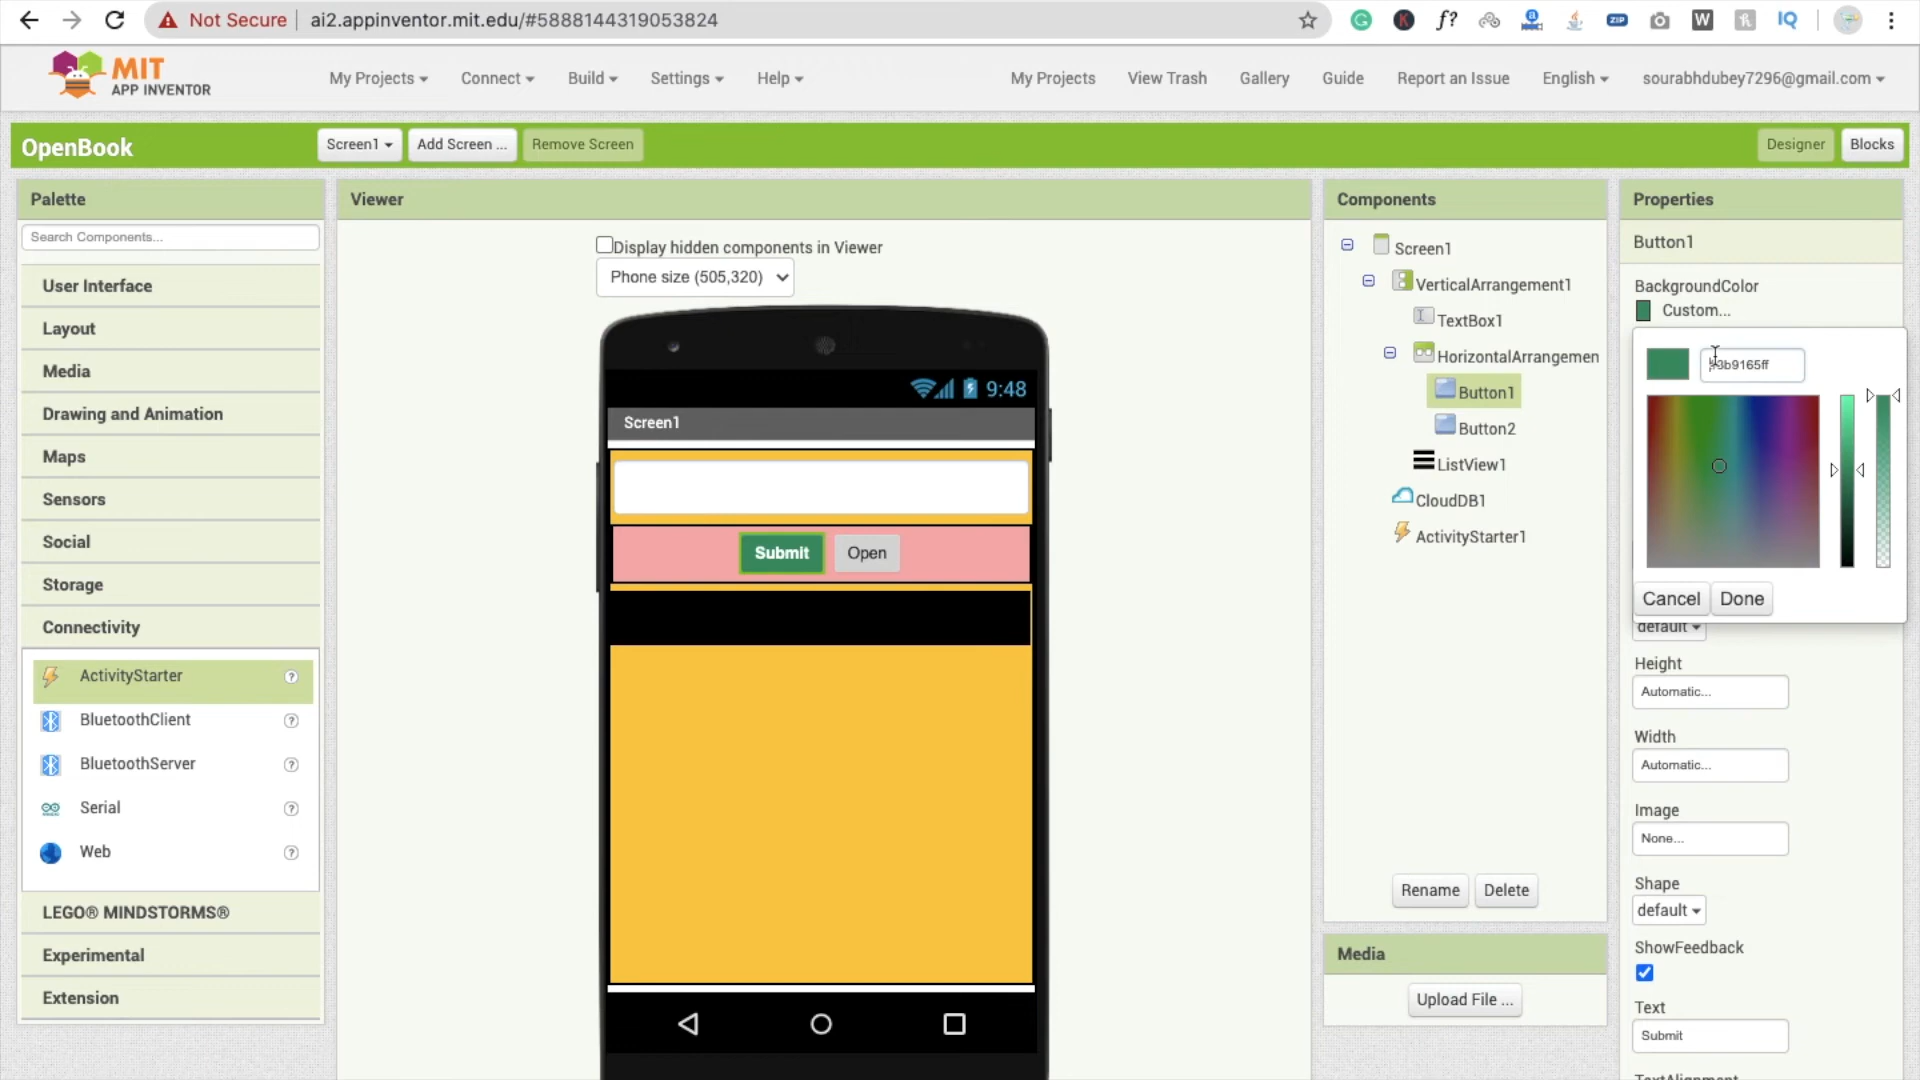 Not Secure
ai2.appinventor.mit.edu/#5888144319053824
K
f?
ZIP
W
IQ
MIT
APP INVENTOR
My Projects
Connect
Build
Settings
Help
My Projects
View Trash
Gallery
Guide
Report an Issue
English
sourabhdubey7296@gmail.com
OpenBook
Screen1
Add Screen ...
Remove Screen
Designer
Blocks
Palette
Search Components...
User Interface
Layout
Media
Drawing and Animation
Maps
Sensors
Social
Storage
Connectivity
ActivityStarter ?
BluetoothClient ?
BluetoothServer ?
Serial ?
Web ?
LEGO® MINDSTORMS®
Experimental
Extension
Viewer
Display hidden components in Viewer
Phone size (505,320)
9:48
Screen1
Submit
Open
Components
Screen1
VerticalArrangement1
TextBox1
HorizontalArrangemen
Button1
Button2
ListView1
CloudDB1
ActivityStarter1
Rename
Delete
Media
Upload File ...
Properties
Button1
BackgroundColor
Custom...
#3b9165ff
Cancel
Done
default
Height
Automatic...
Width
Automatic...
Image
None...
Shape
default
ShowFeedback
Text
Submit
TextAlignment